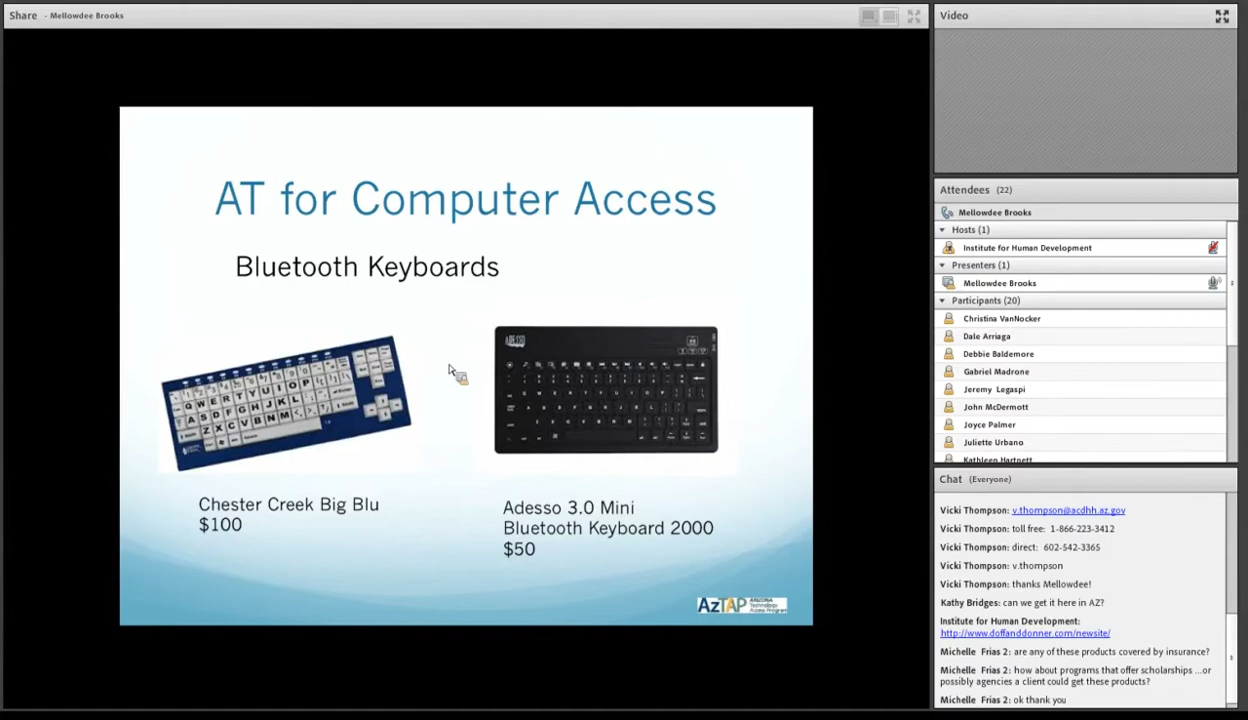 Share - Mellowdee Brooks
AT for Computer Access
Bluetooth Keyboards
ADESSO
Q W E R T Y U I O P
A S D F G H J K L
Z X C V B N M
Chester Creek Big Blu
$100
Adesso 3.0 Mini
Bluetooth Keyboard 2000
$50
AzTAP ARIZONA
Technology
Access Program
Video
Attendees (22)
Mellowdee Brooks
Hosts (1)
Institute for Human Development
Presenters (1)
Mellowdee Brooks
Participants (20)
Christina VanNocker
Dale Arriaga
Debbie Baldemore
Gabriel Madrone
Jeremy Legaspi
John McDermott
Joyce Palmer
Juliette Urbano
Kathleen Hartnett
Chat (Everyone)
Vicki Thompson: v.thompson@acdhh.az.gov
Vicki Thompson: toll free: 1-866-223-3412
Vicki Thompson: direct: 602-542-3365
Vicki Thompson: v.thompson
Vicki Thompson: thanks Mellowdee!
Kathy Bridges: can we get it here in AZ?
Institute for Human Development:
http://www.doffanddonner.com/newsite/
Michelle Frias 2: are any of these products covered by insurance?
Michelle Frias 2: how about programs that offer scholarships ...or
possibly agencies a client could get these products?
Michelle Frias 2: ok thank you